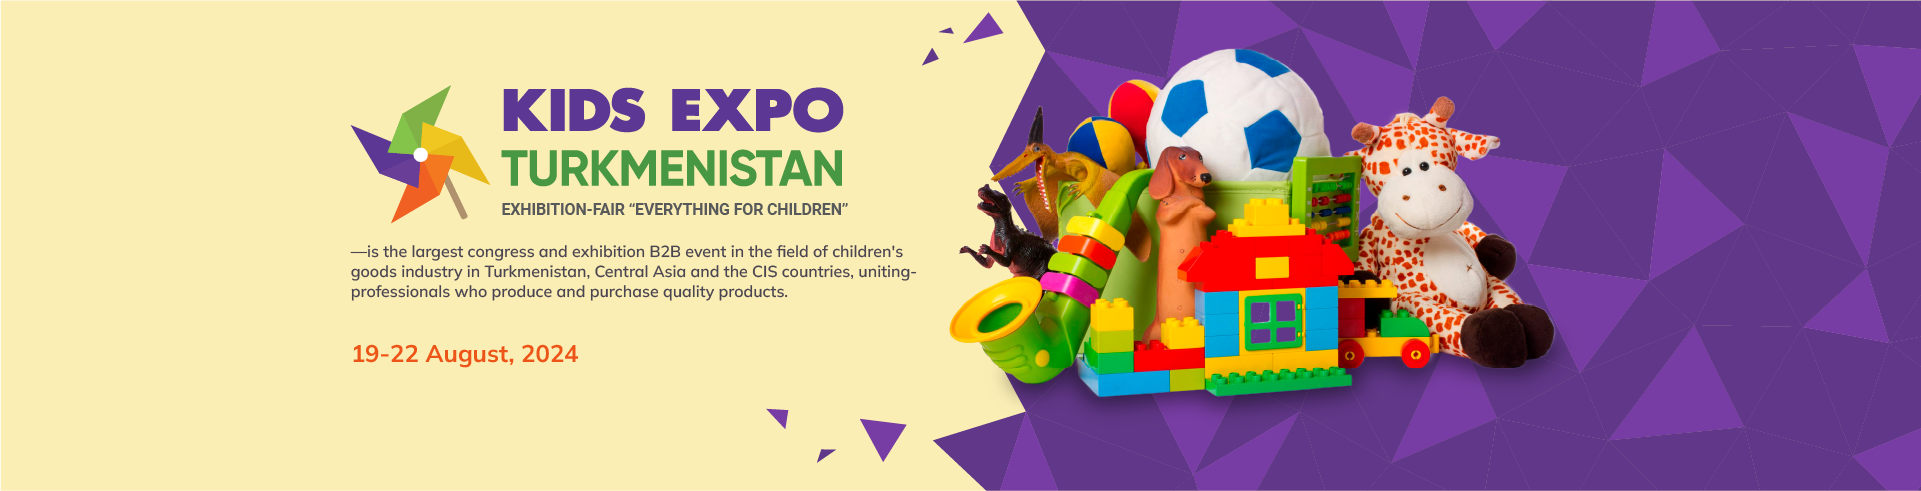 KIDS EXPO
TURKMENISTAN
EXHIBITION-FAIR “EVERYTHING FOR CHILDREN”
—is the largest congress and exhibition B2B event in the field of children's
goods industry in Turkmenistan, Central Asia and the CIS countries, uniting-
professionals who produce and purchase quality products.
19-22 August, 2024